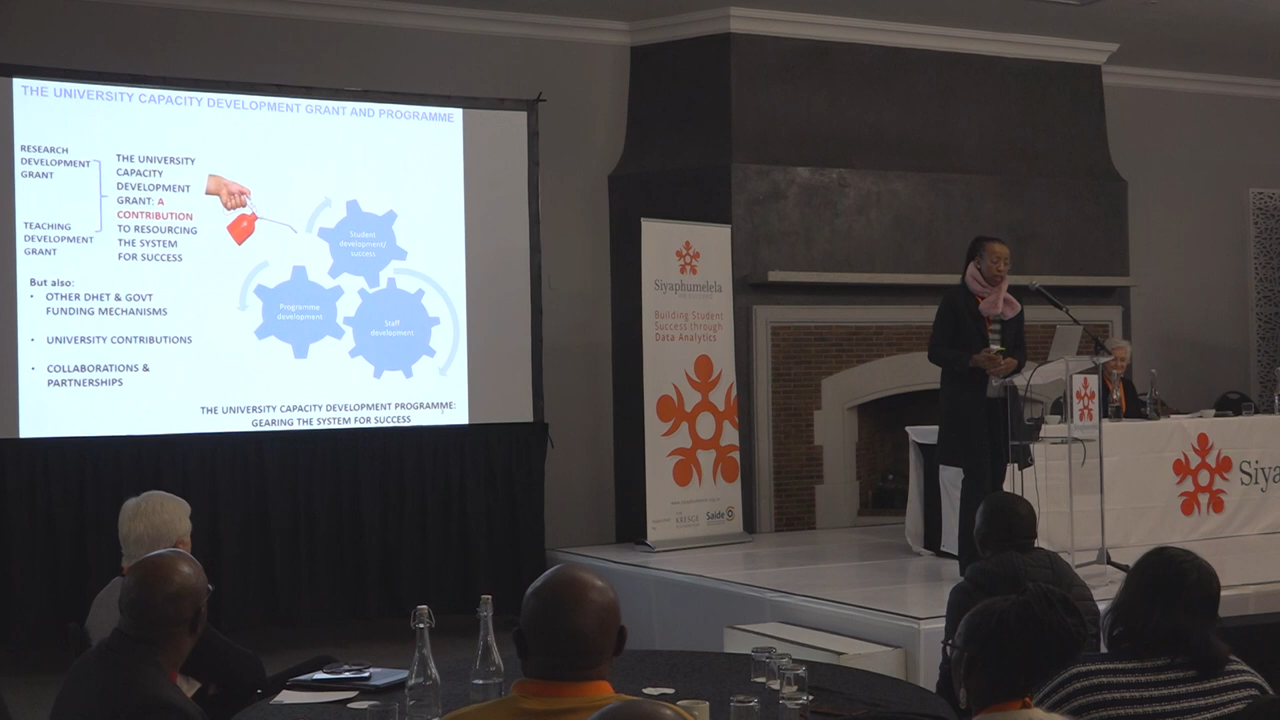 THE UNIVERSITY CAPACITY DEVELOPMENT GRANT AND PROGRAMME
RESEARCH
DEVELOPMENT
GRANT
TEACHING
DEVELOPMENT
GRANT
THE UNIVERSITY
CAPACITY
DEVELOPMENT
GRANT: A
CONTRIBUTION
TO RESOURCING
THE SYSTEM
FOR SUCCESS
But also:
• OTHER DHET & GOVT
FUNDING MECHANISMS
• UNIVERSITY CONTRIBUTIONS
• COLLABORATIONS &
PARTNERSHIPS
Student
development/
success
Programme
development
Staff
development
THE UNIVERSITY CAPACITY DEVELOPMENT PROGRAMME:
GEARING THE SYSTEM FOR SUCCESS
Siyaphumelela
Building Student
Success through
Data Analytics
KRESGE
Saide
Siya